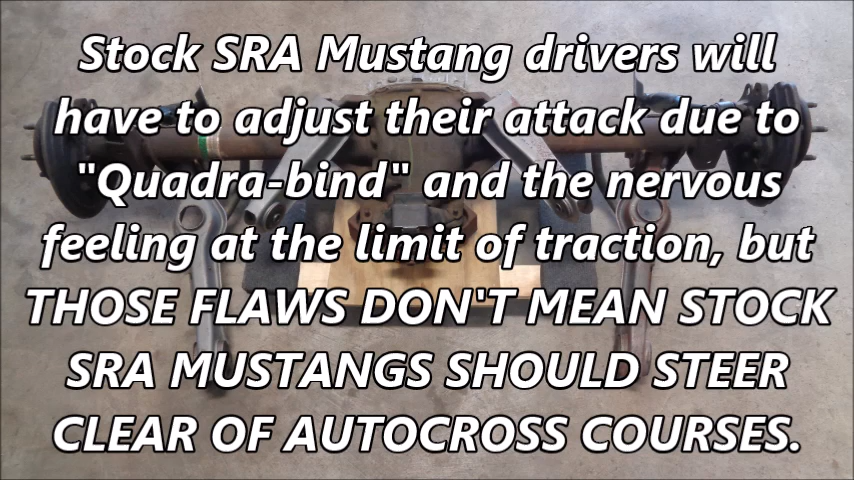 Stock SRA Mustang drivers will
have to adjust their attack due to
"Quadra-bind" and the nervous
feeling at the limit of traction, but
THOSE FLAWS DON'T MEAN STOCK
SRA MUSTANGS SHOULD STEER
CLEAR OF AUTOCROSS COURSES.